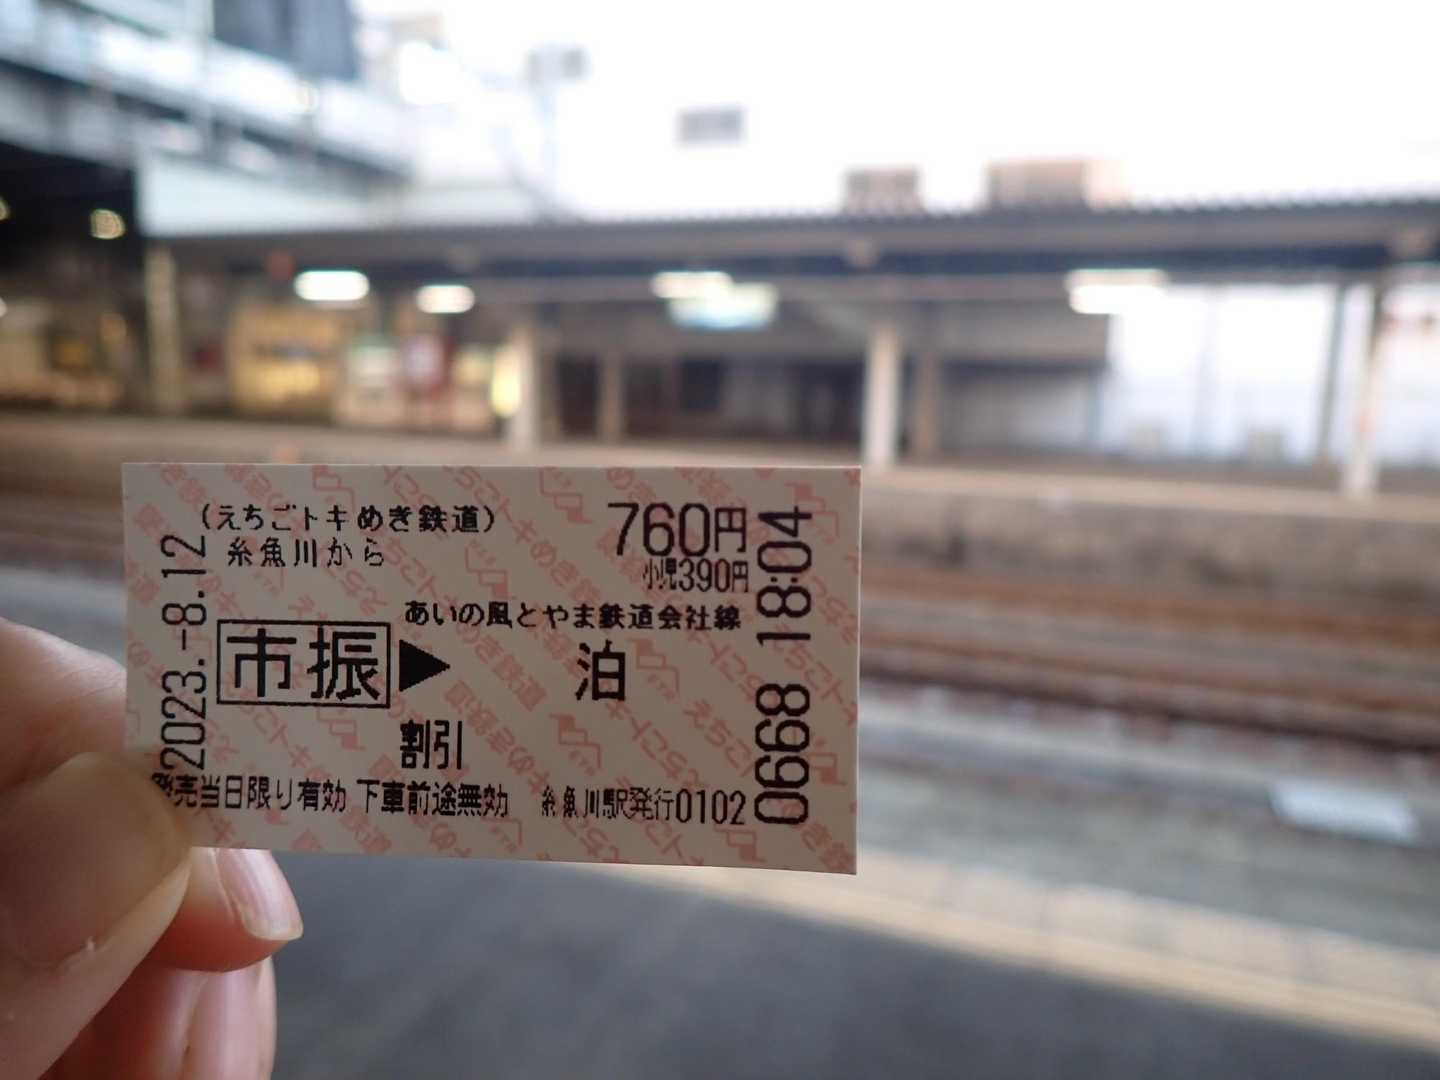 (えちごトキめき鉄道)
糸魚川から
760円
小児390円
あいの風とやま鉄道会社線
市振▶泊
割引
発売当日限り有効 下車前途無効
糸魚川駅発行0102
2023.-8.12
0668 18:04